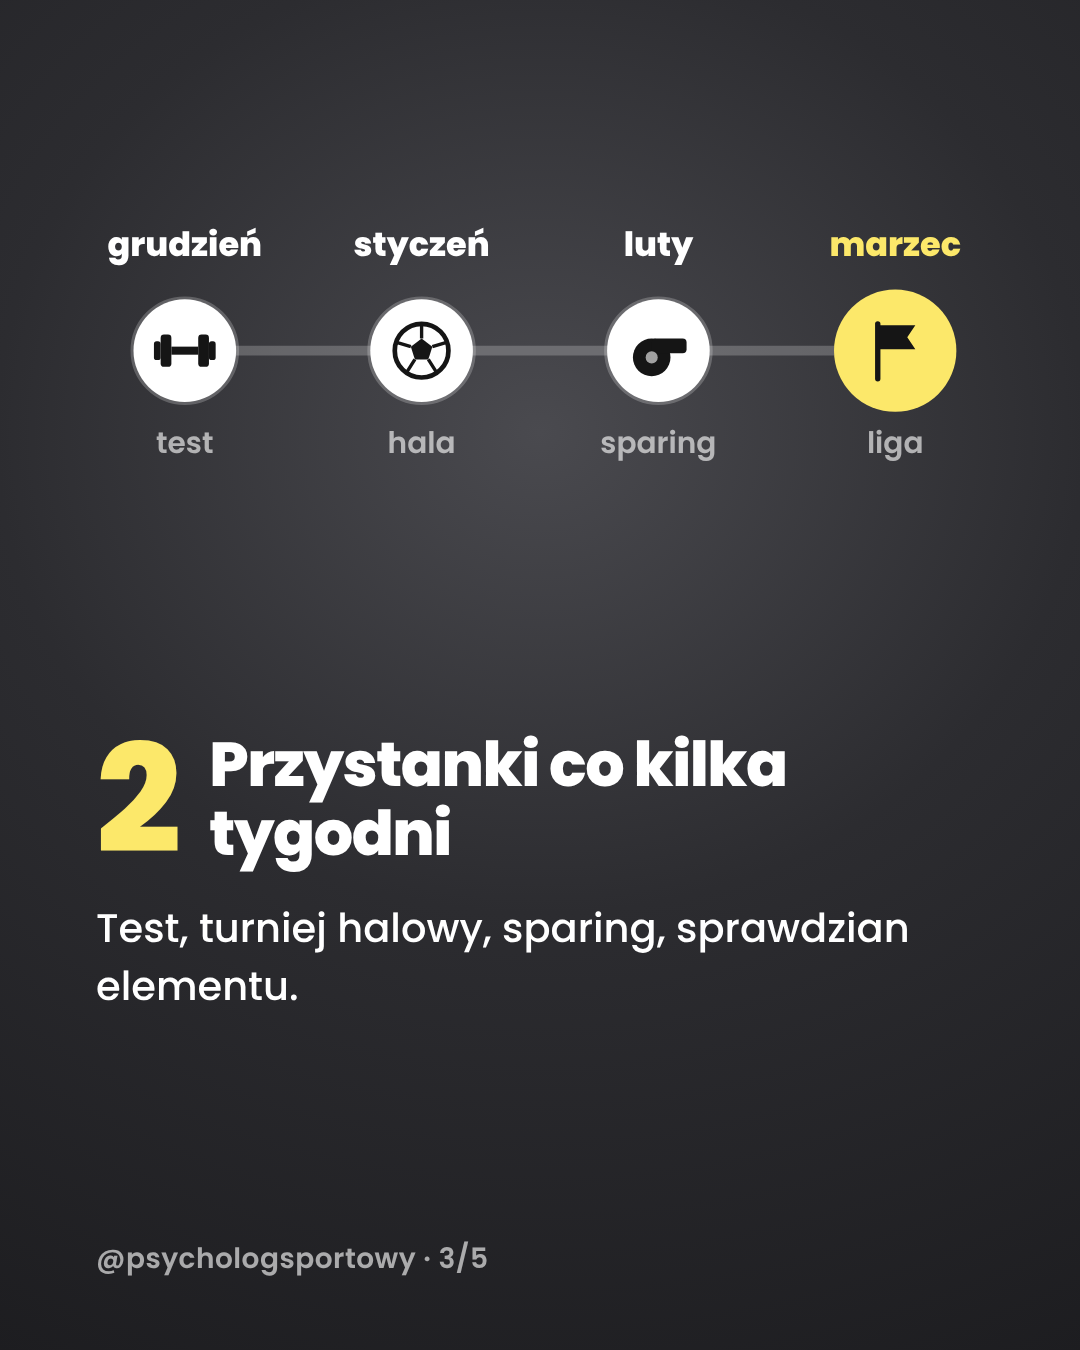 grudzień styczeń luty marzec
test hala sparing liga
2 Przystanki co kilka
tygodni
Test, turniej halowy, sparing, sprawdzian
elementu.
@psychologsportowy · 3/5